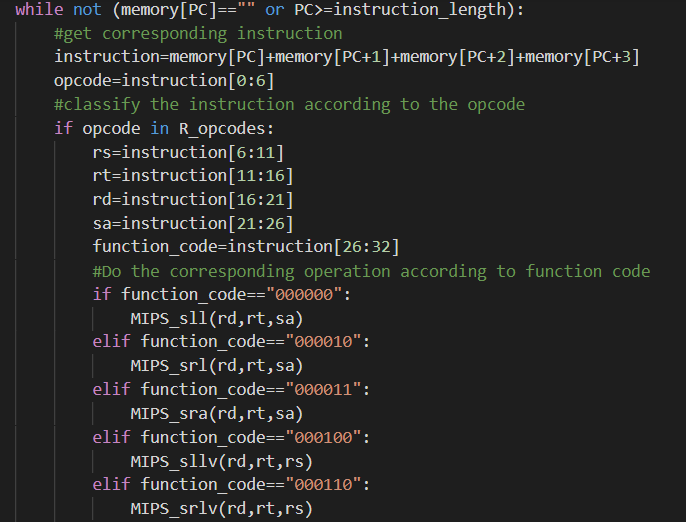 while not (memory[PC]=="" or PC>=instruction_length):
    #get corresponding instruction
    instruction=memory[PC]+memory[PC+1]+memory[PC+2]+memory[PC+3]
    opcode=instruction[0:6]
    #classify the instruction according to the opcode
    if opcode in R_opcodes:
        rs=instruction[6:11]
        rt=instruction[11:16]
        rd=instruction[16:21]
        sa=instruction[21:26]
        function_code=instruction[26:32]
        #Do the corresponding operation according to function code
        if function_code=="000000":
            MIPS_sll(rd,rt,sa)
        elif function_code=="000010":
            MIPS_srl(rd,rt,sa)
        elif function_code=="000011":
            MIPS_sra(rd,rt,sa)
        elif function_code=="000100":
            MIPS_sllv(rd,rt,rs)
        elif function_code=="000110":
            MIPS_srlv(rd,rt,rs)